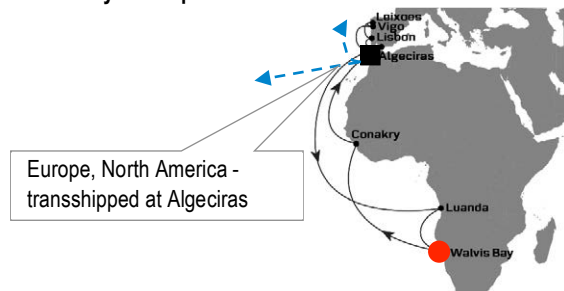 Leixoes
Vigo
Lisbon
Algeciras
Europe, North America -
transshipped at Algeciras
Conakry
Luanda
Walvis Bay